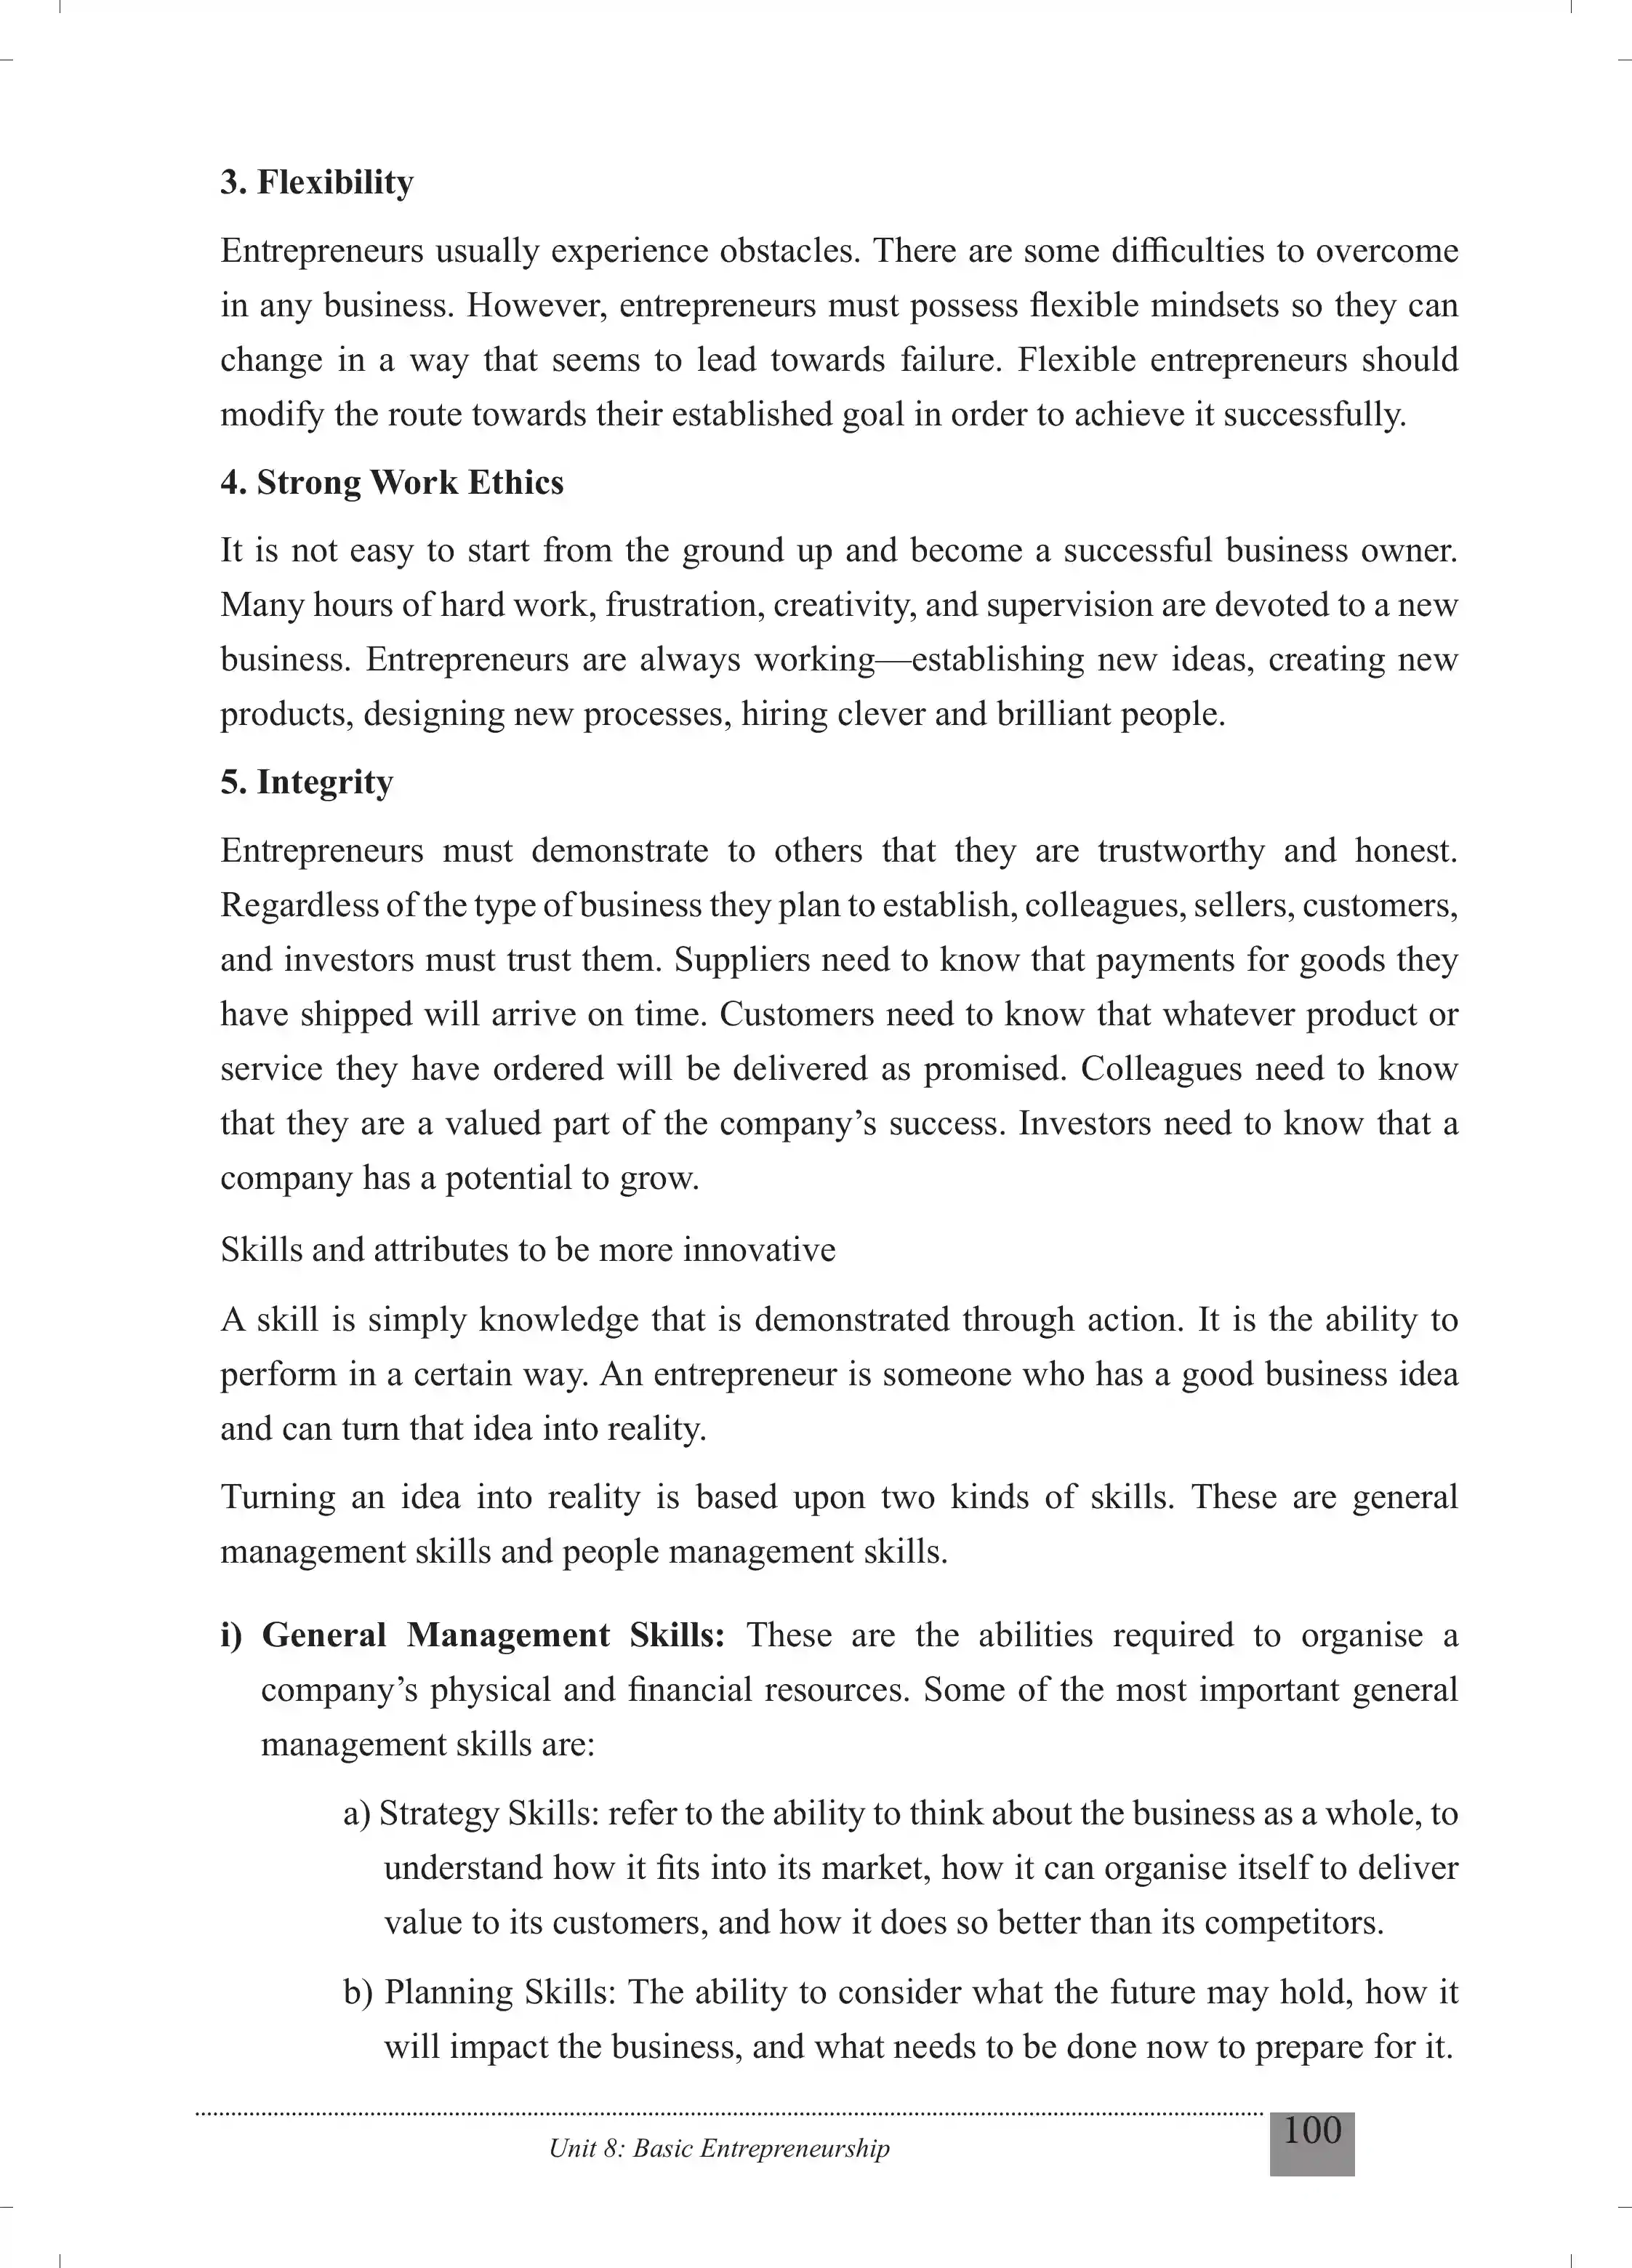 3. Flexibility
Entrepreneurs usually experience obstacles. There are some difficulties to overcome
in any business. However, entrepreneurs must possess flexible mindsets so they can
change in a way that seems to lead towards failure. Flexible entrepreneurs should
modify the route towards their established goal in order to achieve it successfully.
4. Strong Work Ethics
It is not easy to start from the ground up and become a successful business owner.
Many hours of hard work, frustration, creativity, and supervision are devoted to a new
business. Entrepreneurs are always working—establishing new ideas, creating new
products, designing new processes, hiring clever and brilliant people.
5. Integrity
Entrepreneurs must demonstrate to others that they are trustworthy and honest.
Regardless of the type of business they plan to establish, colleagues, sellers, customers,
and investors must trust them. Suppliers need to know that payments for goods they
have shipped will arrive on time. Customers need to know that whatever product or
service they have ordered will be delivered as promised. Colleagues need to know
that they are a valued part of the company’s success. Investors need to know that a
company has a potential to grow.
Skills and attributes to be more innovative
A skill is simply knowledge that is demonstrated through action. It is the ability to
perform in a certain way. An entrepreneur is someone who has a good business idea
and can turn that idea into reality.
Turning an idea into reality is based upon two kinds of skills. These are general
management skills and people management skills.
i) General Management Skills: These are the abilities required to organise a
company’s physical and financial resources. Some of the most important general
management skills are:
a) Strategy Skills: refer to the ability to think about the business as a whole, to
understand how it fits into its market, how it can organise itself to deliver
value to its customers, and how it does so better than its competitors.
b) Planning Skills: The ability to consider what the future may hold, how it
will impact the business, and what needs to be done now to prepare for it.
Unit 8: Basic Entrepreneurship
100